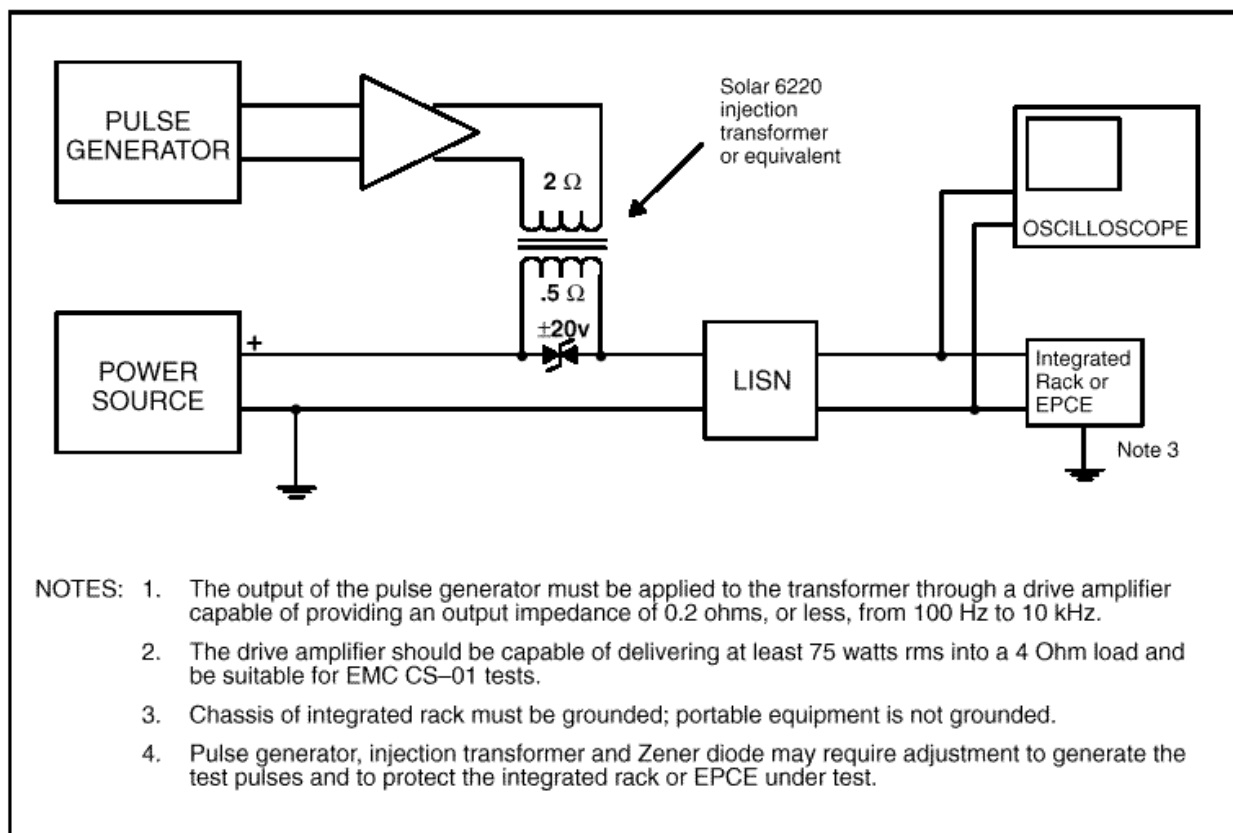 PULSE
GENERATOR
Solar 6220
injection
transformer
or equivalent
2 Ω
OSCILLOSCOPE
.5 Ω
±20v
+
POWER
SOURCE
LISN
Integrated
Rack or
EPCE
Note 3
NOTES: 1. The output of the pulse generator must be applied to the transformer through a drive amplifier
capable of providing an output impedance of 0.2 ohms, or less, from 100 Hz to 10 kHz.
2. The drive amplifier should be capable of delivering at least 75 watts rms into a 4 Ohm load and
be suitable for EMC CS–01 tests.
3. Chassis of integrated rack must be grounded; portable equipment is not grounded.
4. Pulse generator, injection transformer and Zener diode may require adjustment to generate the
test pulses and to protect the integrated rack or EPCE under test.